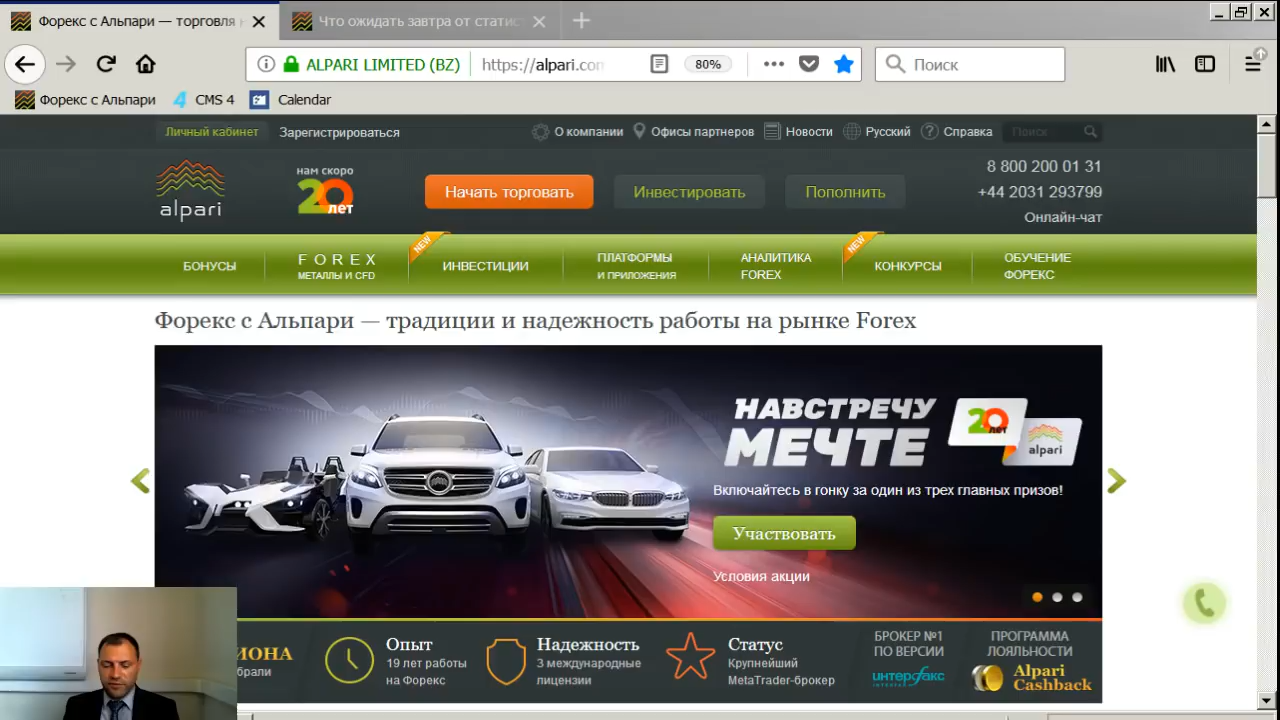 Форекс с Альпари — торговля
Что ожидать завтра от статист
ALPARI LIMITED (BZ)
https://alpari.com
80%
Поиск
Форекс с Альпари
CMS 4
Calendar
Личный кабинет
Зарегистрироваться
О компании
Офисы партнеров
Новости
Русский
Справка
Поиск
alpari
нам скоро
20
лет
Начать торговать
Инвестировать
Пополнить
8 800 200 01 31
+44 2031 293799
Онлайн-чат
БОНУСЫ
FOREX
МЕТАЛЛЫ И CFD
NEW
ИНВЕСТИЦИИ
ПЛАТФОРМЫ
И ПРИЛОЖЕНИЯ
АНАЛИТИКА
FOREX
NEW
КОНКУРСЫ
ОБУЧЕНИЕ
ФОРЕКС
Форекс с Альпари — традиции и надежность работы на рынке Forex
НАВСТРЕЧУ
МЕЧТЕ
20
лет
alpari
Включайтесь в гонку за один из трех главных призов!
Участвовать
Условия акции
ИОНА
брали
Опыт
19 лет работы
на Форекс
Надежность
3 международные
лицензии
Статус
Крупнейший
MetaTrader-брокер
БРОКЕР №1
ПО ВЕРСИИ
интерфакс
ПРОГРАММА
ЛОЯЛЬНОСТИ
Alpari
Cashback